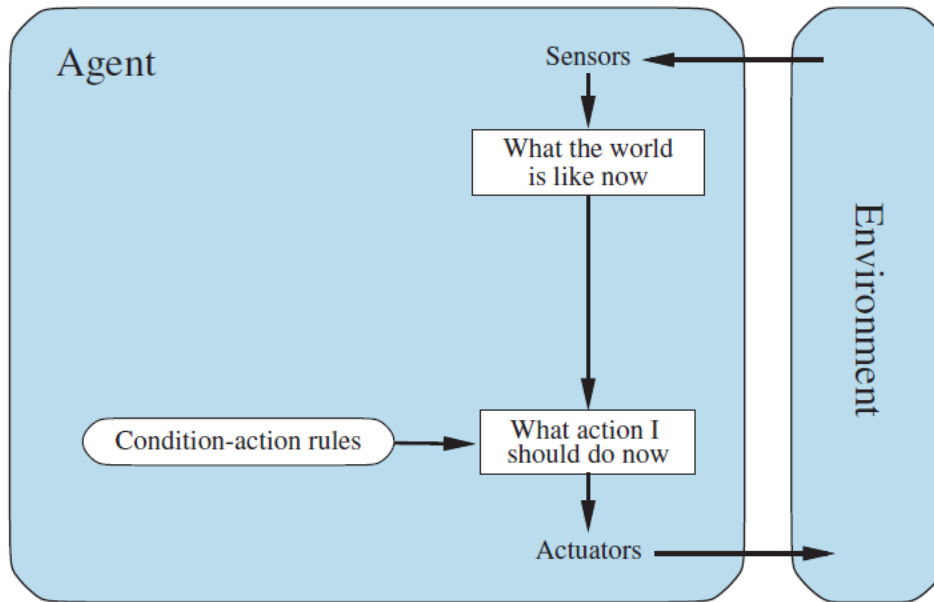 Agent
Sensors
What the world
is like now
Environment
Condition-action rules
What action I
should do now
Actuators